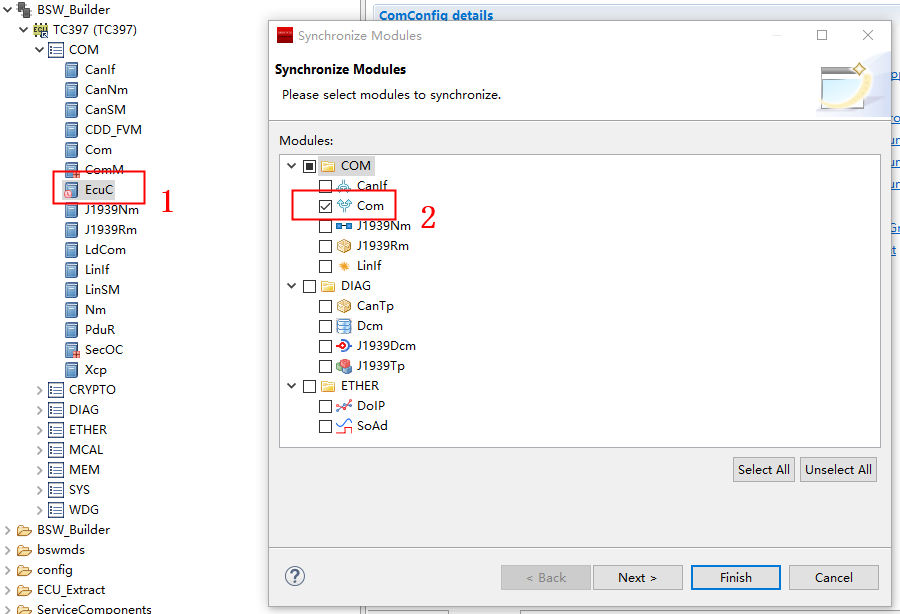 BSW_Builder
TC397 (TC397)
COM
CanIf
CanNm
CanSM
CDD_FVM
Com
ComM
EcuC
J1939Nm
J1939Rm
LdCom
LinIf
LinSM
Nm
PduR
SecOC
Xcp
CRYPTO
DIAG
ETHER
MCAL
MEM
SYS
WDG
BSW_Builder
bswmds
config
ECU_Extract
ServiceComponents
1
ComConfig details
Synchronize Modules
Synchronize Modules
Please select modules to synchronize.
Modules:
COM
CanIf
Com
2
J1939Nm
J1939Rm
LinIf
DIAG
CanTp
Dcm
J1939Dcm
J1939Tp
ETHER
DoIP
SoAd
Select All
Unselect All
?
< Back
Next >
Finish
Cancel